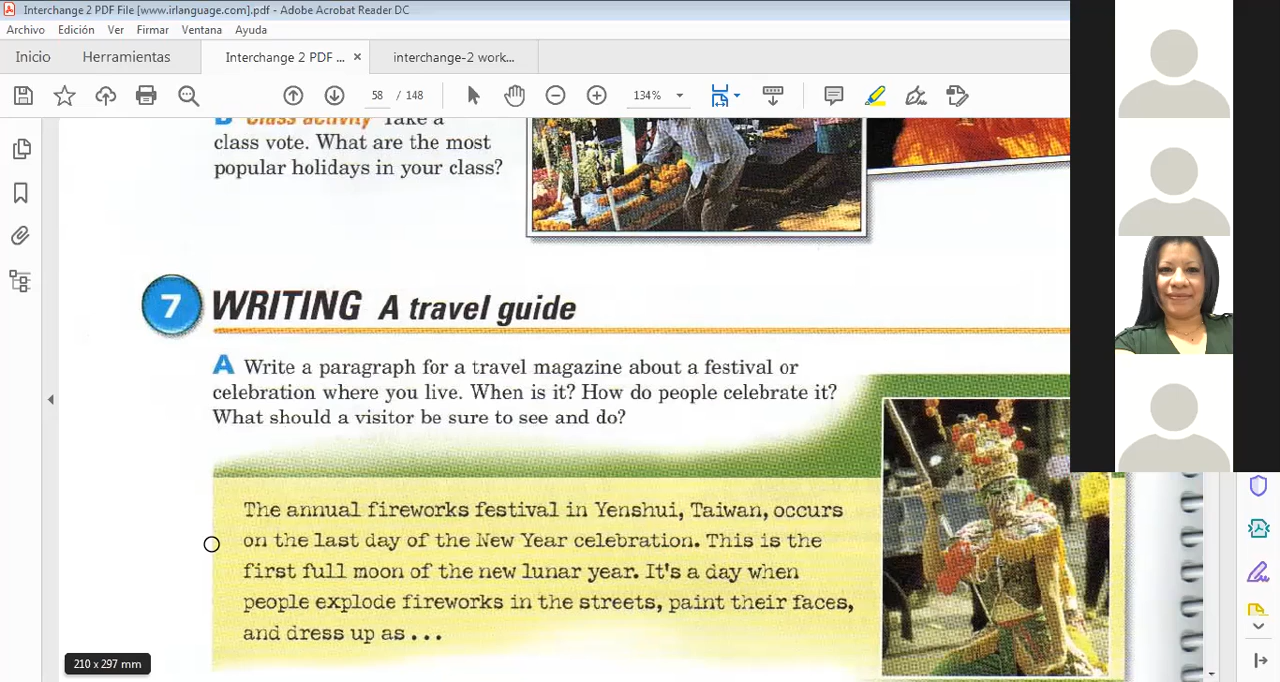 Interchange 2 PDF File [www.irlanguage.com].pdf - Adobe Acrobat Reader DC
Archivo Edición Ver Firmar Ventana Ayuda
Inicio Herramientas Interchange 2 PDF ... × interchange-2 work...
58 / 148 134%
B Class activity Take a
class vote. What are the most
popular holidays in your class?
7 WRITING A travel guide
A Write a paragraph for a travel magazine about a festival or
celebration where you live. When is it? How do people celebrate it?
What should a visitor be sure to see and do?
The annual fireworks festival in Yenshui, Taiwan, occurs
on the last day of the New Year celebration. This is the
first full moon of the new lunar year. It's a day when
people explode fireworks in the streets, paint their faces,
and dress up as ...
210 x 297 mm